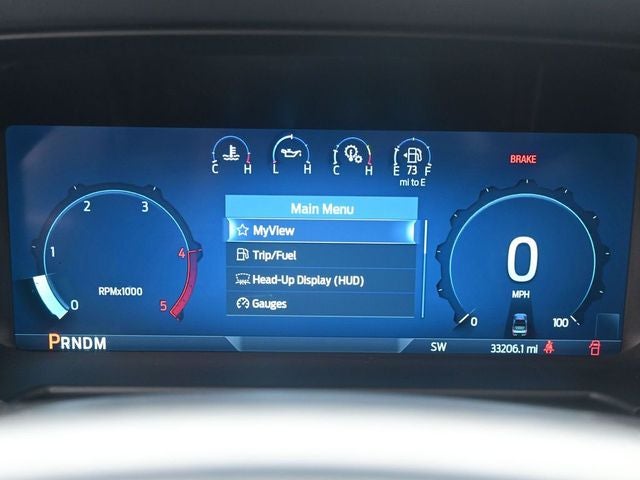 C H L H C H E 73 F
mi to E
BRAKE
Main Menu
MyView
Trip/Fuel
Head-Up Display (HUD)
Gauges
0
1
2
3
4
5
RPMx1000
0
MPH
0
100
PRNDM
SW
33206.1 mi